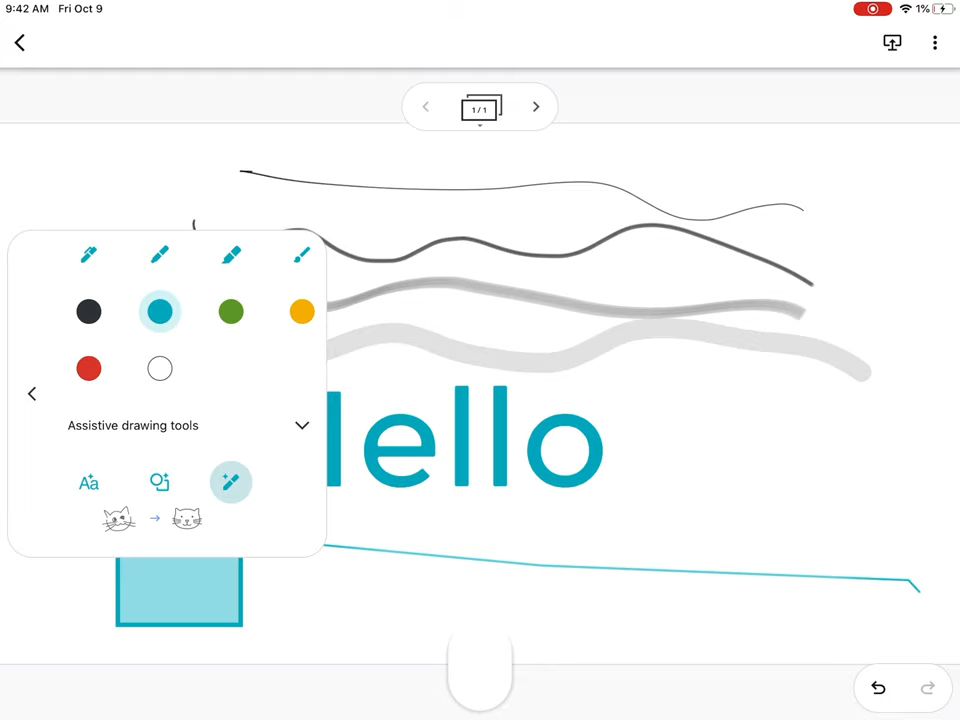 9:42 AM Fri Oct 9
1%
1 / 1
ello
Assistive drawing tools
Aa